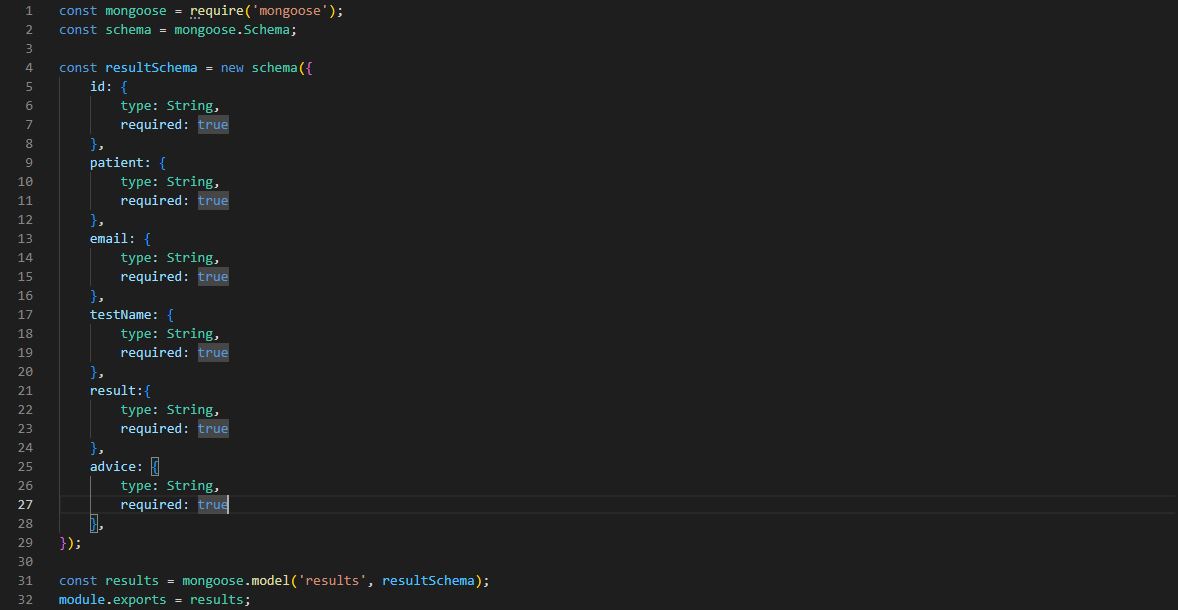 1 const mongoose = require('mongoose');
2 const schema = mongoose.Schema;
3
4 const resultSchema = new schema({
5     id: {
6         type: String,
7         required: true
8     },
9     patient: {
10         type: String,
11         required: true
12     },
13     email: {
14         type: String,
15         required: true
16     },
17     testName: {
18         type: String,
19         required: true
20     },
21     result:{
22         type: String,
23         required: true
24     },
25     advice: {
26         type: String,
27         required: true
28     },
29 });
30
31 const results = mongoose.model('results', resultSchema);
32 module.exports = results;